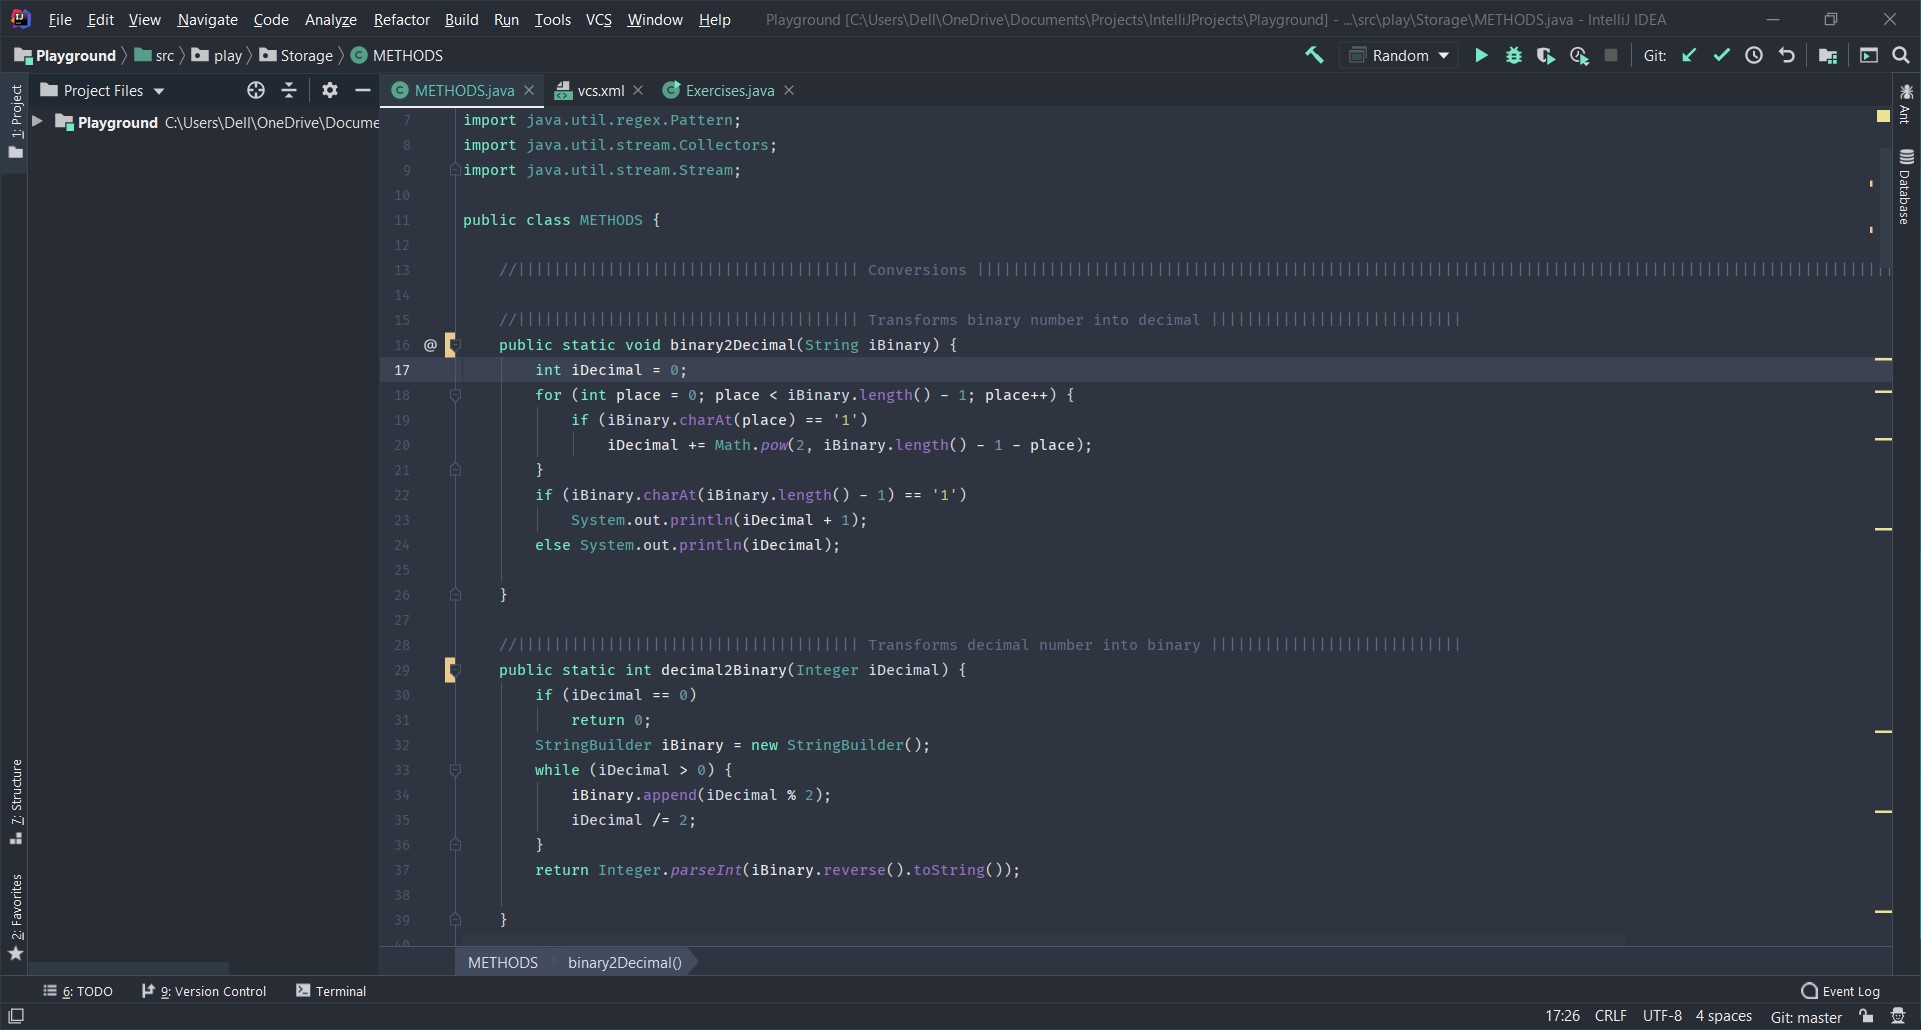 File Edit View Navigate Code Analyze Refactor Build Run Tools VCS Window Help Playground [C:\Users\Dell\OneDrive\Documents\Projects\IntelliJProjects\Playground] - ...\src\play\Storage\METHODS.java - IntelliJ IDEA
Playground src play Storage METHODS Random Git:
1: Project
Project Files
METHODS.java vcs.xml Exercises.java
Playground C:\Users\Dell\OneDrive\Docume
7 import java.util.regex.Pattern;
8 import java.util.stream.Collectors;
9 import java.util.stream.Stream;
10
11 public class METHODS {
12
13 //|||||||||||||||||||||||||||||||||||||| Conversions |||||||||||||||||||||||||||||||||||||||||||||||||||||||||||||||||||||||||||||||||||||||||||||||||||||
14
15 //|||||||||||||||||||||||||||||||||||||| Transforms binary number into decimal ||||||||||||||||||||||||||||
16 @ public static void binary2Decimal(String iBinary) {
17 int iDecimal = 0;
18 for (int place = 0; place < iBinary.length() - 1; place++) {
19 if (iBinary.charAt(place) == '1')
20 iDecimal += Math.pow(2, iBinary.length() - 1 - place);
21 }
22 if (iBinary.charAt(iBinary.length() - 1) == '1')
23 System.out.println(iDecimal + 1);
24 else System.out.println(iDecimal);
25
26 }
27
28 //|||||||||||||||||||||||||||||||||||||| Transforms decimal number into binary ||||||||||||||||||||||||||||
29 public static int decimal2Binary(Integer iDecimal) {
30 if (iDecimal == 0)
31 return 0;
32 StringBuilder iBinary = new StringBuilder();
33 while (iDecimal > 0) {
34 iBinary.append(iDecimal % 2);
35 iDecimal /= 2;
36 }
37 return Integer.parseInt(iBinary.reverse().toString());
38
39 }
40
Ant
Database
7: Structure
2: Favorites
METHODS binary2Decimal()
6: TODO 9: Version Control Terminal Event Log
17:26 CRLF UTF-8 4 spaces Git: master